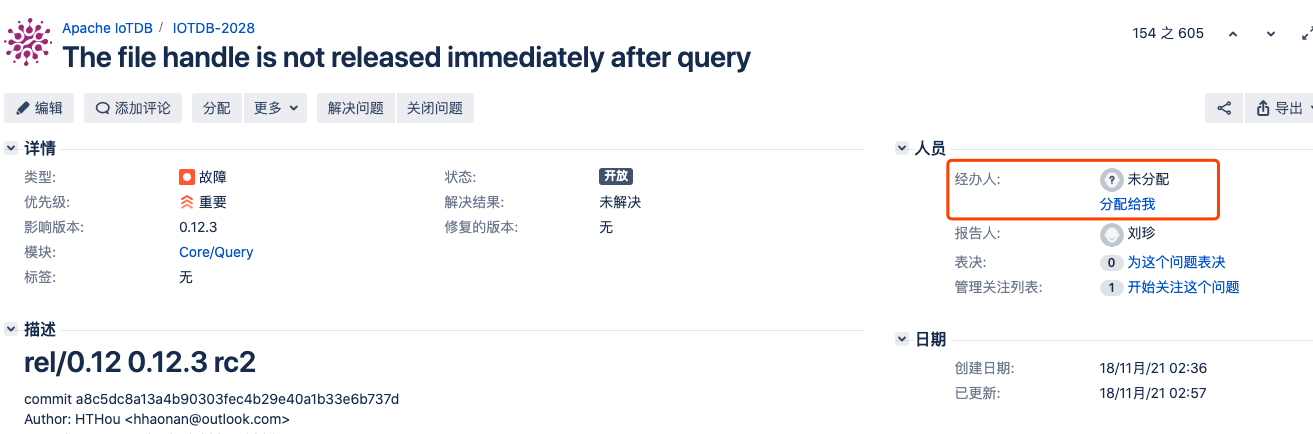 Apache IoTDB / IOTDB-2028
The file handle is not released immediately after query
154 之 605
编辑 添加评论 分配 更多 解决问题 关闭问题 导出
详情
类型: 故障 状态: 开放
优先级: 重要 解决结果: 未解决
影响版本: 0.12.3 修复的版本: 无
模块: Core/Query
标签: 无
描述
rel/0.12 0.12.3 rc2
commit a8c5dc8a13a4b90303fec4b29e40a1b33e6b737d
Author: HTHou <hhaonan@outlook.com>
人员
经办人: ? 未分配
分配给我
报告人: 刘珍
表决: 0 为这个问题表决
管理关注列表: 1 开始关注这个问题
日期
创建日期: 18/11月/21 02:36
已更新: 18/11月/21 02:57